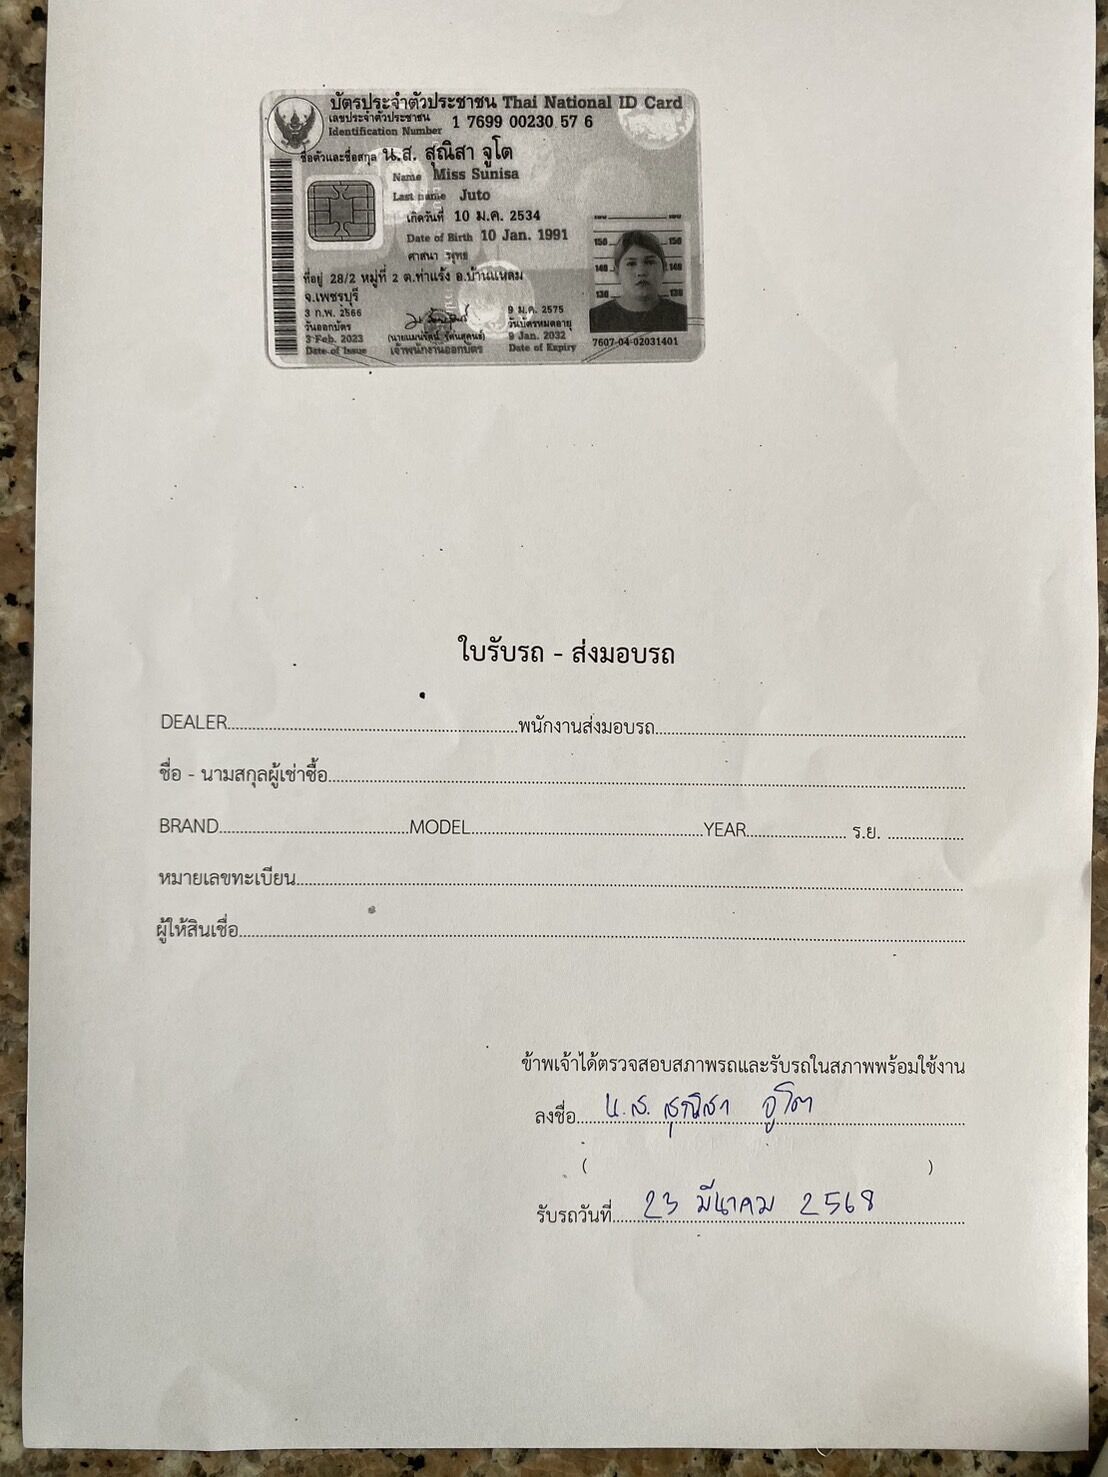 บัตรประจำตัวประชาชน Thai National ID Card
เลขประจำตัวประชาชน
Identification Number 1 7699 00230 57 6
ชื่อตัวและชื่อสกุล น.ส. สุณิสา จูโต
Name Miss Sunisa
Last name Juto
เกิดวันที่ 10 ม.ค. 2534
Date of Birth 10 Jan. 1991
ศาสนา
ที่อยู่ 28/2 หมู่ที่ 2 ต.ท่าแร้ง อ.บ้านแหลม
จ.เพชรบุรี
3 ก.พ. 2566
วันออกบัตร
3 Feb. 2023
Date of Issue
เจ้าพนักงานออกบัตร
9 ม.ค. 2575
วันบัตรหมดอายุ
9 Jan. 2032
Date of Expiry
150 150
140 140
130 130
7607-04-02031401
ใบรับรถ - ส่งมอบรถ
DEALER..........พนักงานส่งมอบรถ..........
ชื่อ - นามสกุลผู้เช่าซื้อ..........
BRAND..........MODEL..........YEAR.......... ร.ย. ..........
หมายเลขทะเบียน..........
ผู้ให้สินเชื่อ..........
ข้าพเจ้าได้ตรวจสอบสภาพรถและรับรถในสภาพพร้อมใช้งาน
ลงชื่อ.... น.ส. สุณิสา จูโต
( )
รับรถวันที่.... 23 มีนาคม 2568